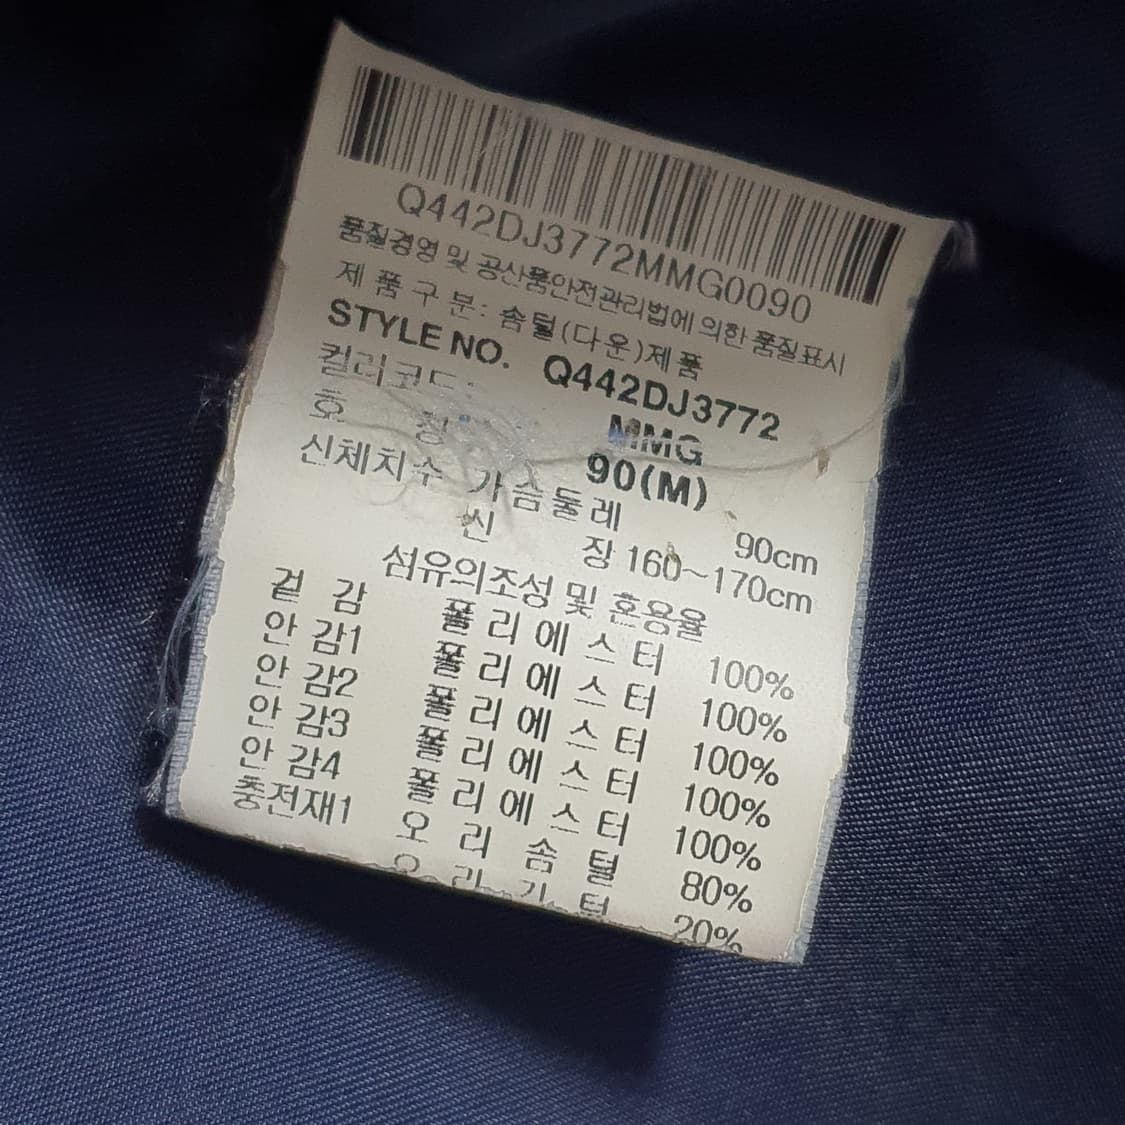 Q442DJ3772MMG0090
품질경영 및 공산품안전관리법에 의한 품질표시
제 품 구 분 : 솜털(다운)제품
STYLE NO. Q442DJ3772
컬러코드 : MMG
호 칭 90(M)
신체치수 가슴둘레 90cm
신 장 160~170cm
섬유의조성 및 혼용율
겉 감 폴리에스터 100%
안 감1 폴리에스터 100%
안 감2 폴리에스터 100%
안 감3 폴리에스터 100%
안 감4 폴리에스터 100%
충전재1 오 리 솜 털 80%
오 리 깃 털 20%